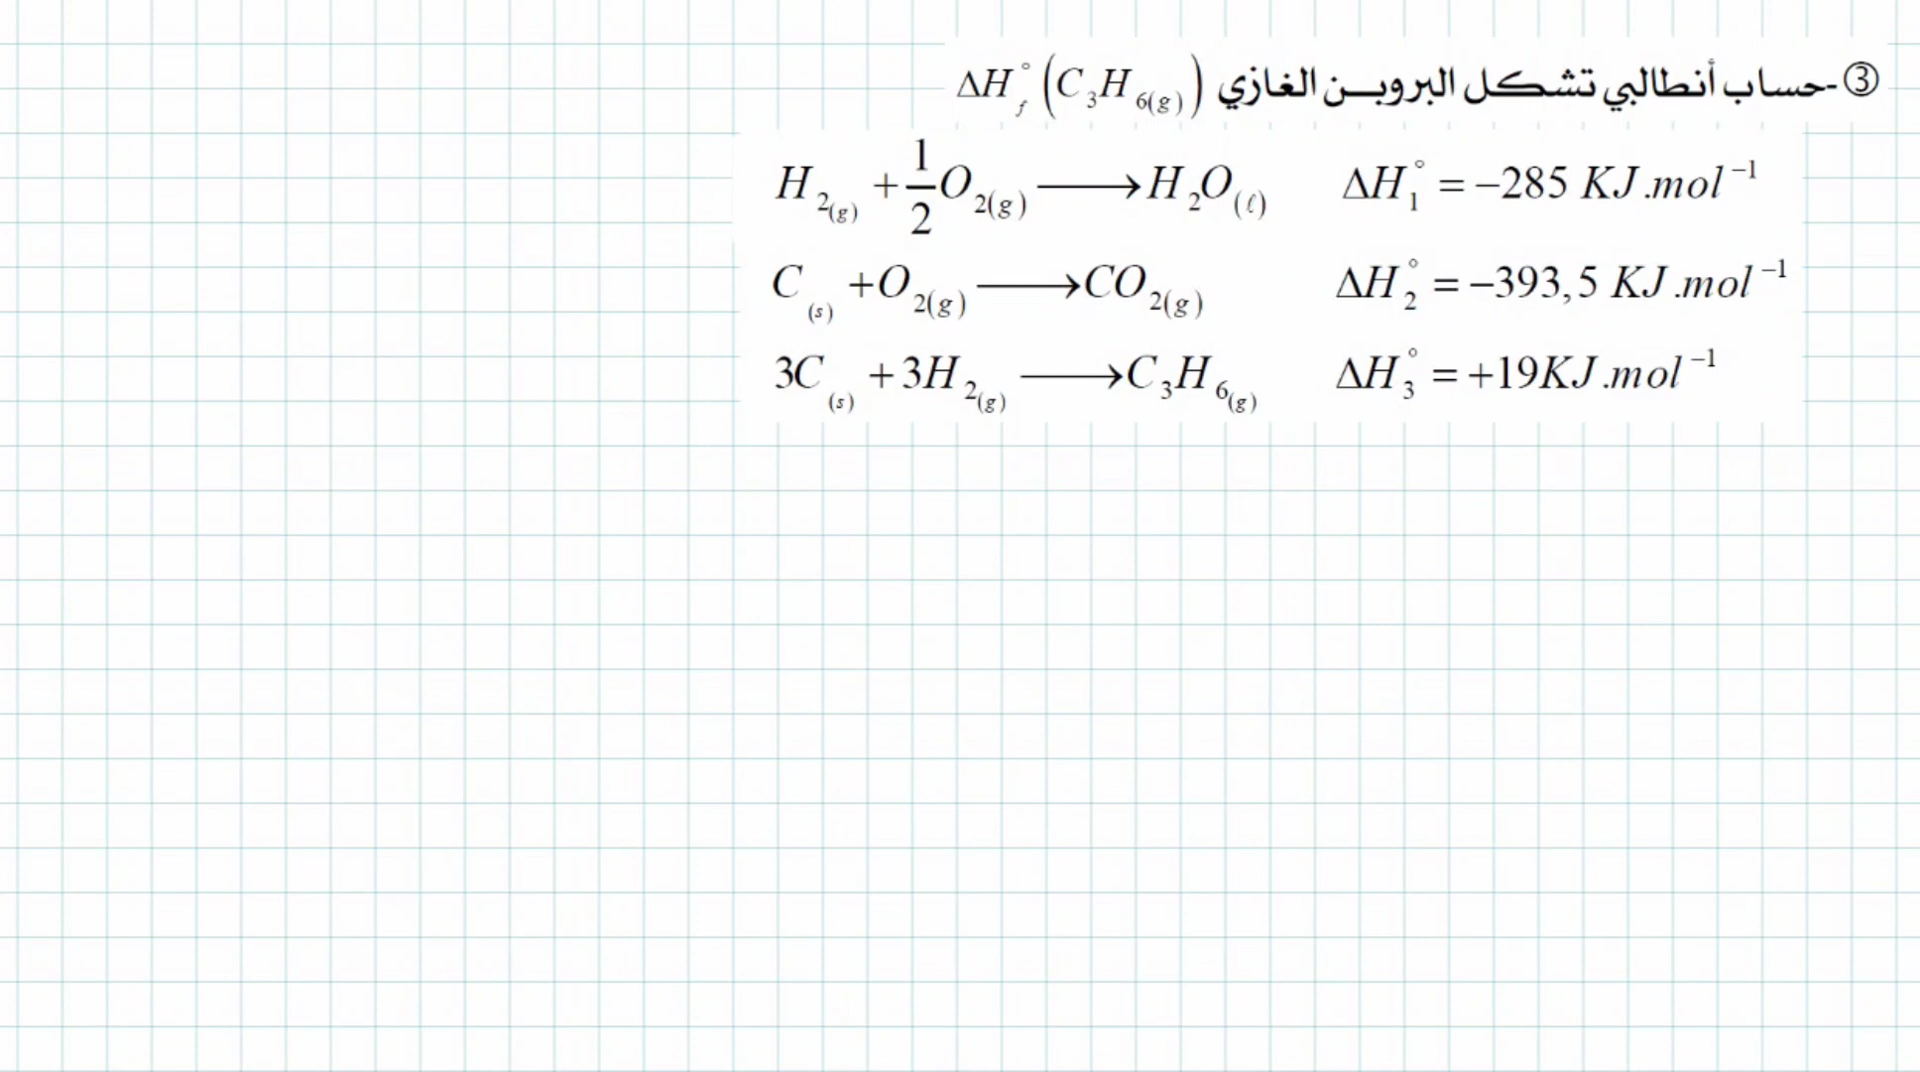 ③-حساب أنطالبي تشكل البروبن الغازي ΔH°f (C3H6(g))
H2(g) + 1/2 O2(g) ⟶ H2O(ℓ) ΔH°1 = −285 KJ.mol⁻¹
C(s) + O2(g) ⟶ CO2(g) ΔH°2 = −393,5 KJ.mol⁻¹
3C(s) + 3H2(g) ⟶ C3H6(g) ΔH°3 = +19KJ.mol⁻¹